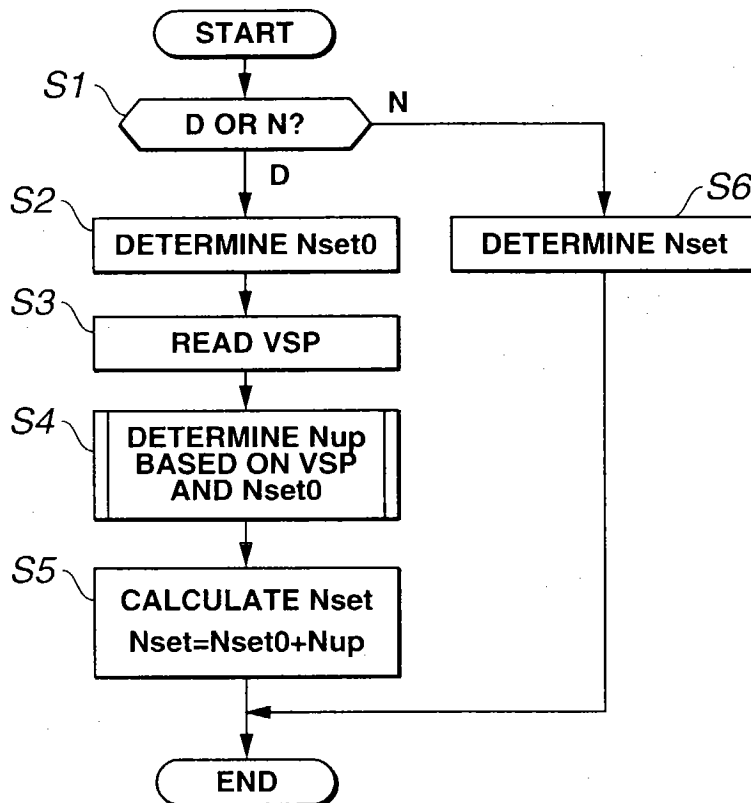 START
S1
D OR N?
N
D
S2
DETERMINE Nset0
S6
DETERMINE Nset
S3
READ VSP
S4
DETERMINE Nup
BASED ON VSP
AND Nset0
S5
CALCULATE Nset
Nset=Nset0+Nup
END